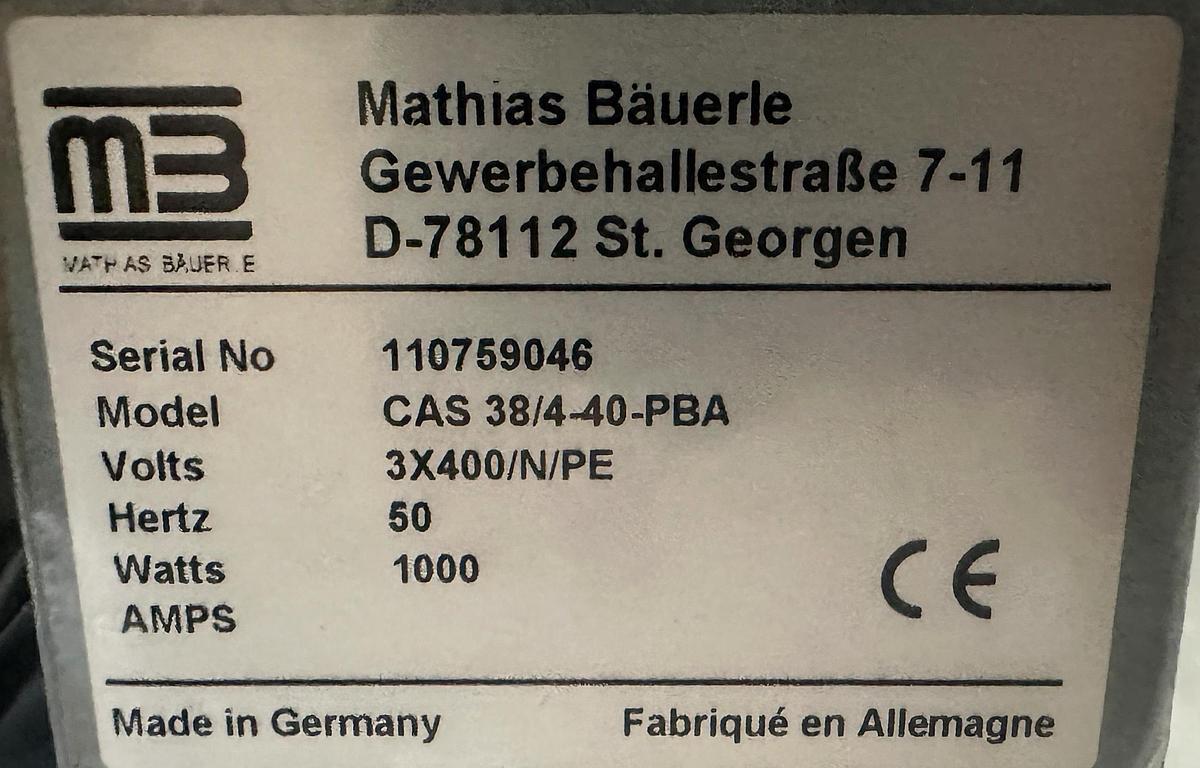 MB
Mathias Bäuerle
Gewerbehallestraße 7-11
D-78112 St. Georgen
MATHIAS BÄUERLE
Serial No 110759046
Model CAS 38/4-40-PBA
Volts 3X400/N/PE
Hertz 50
Watts 1000
AMPS
CE
Made in Germany Fabriqué en Allemagne